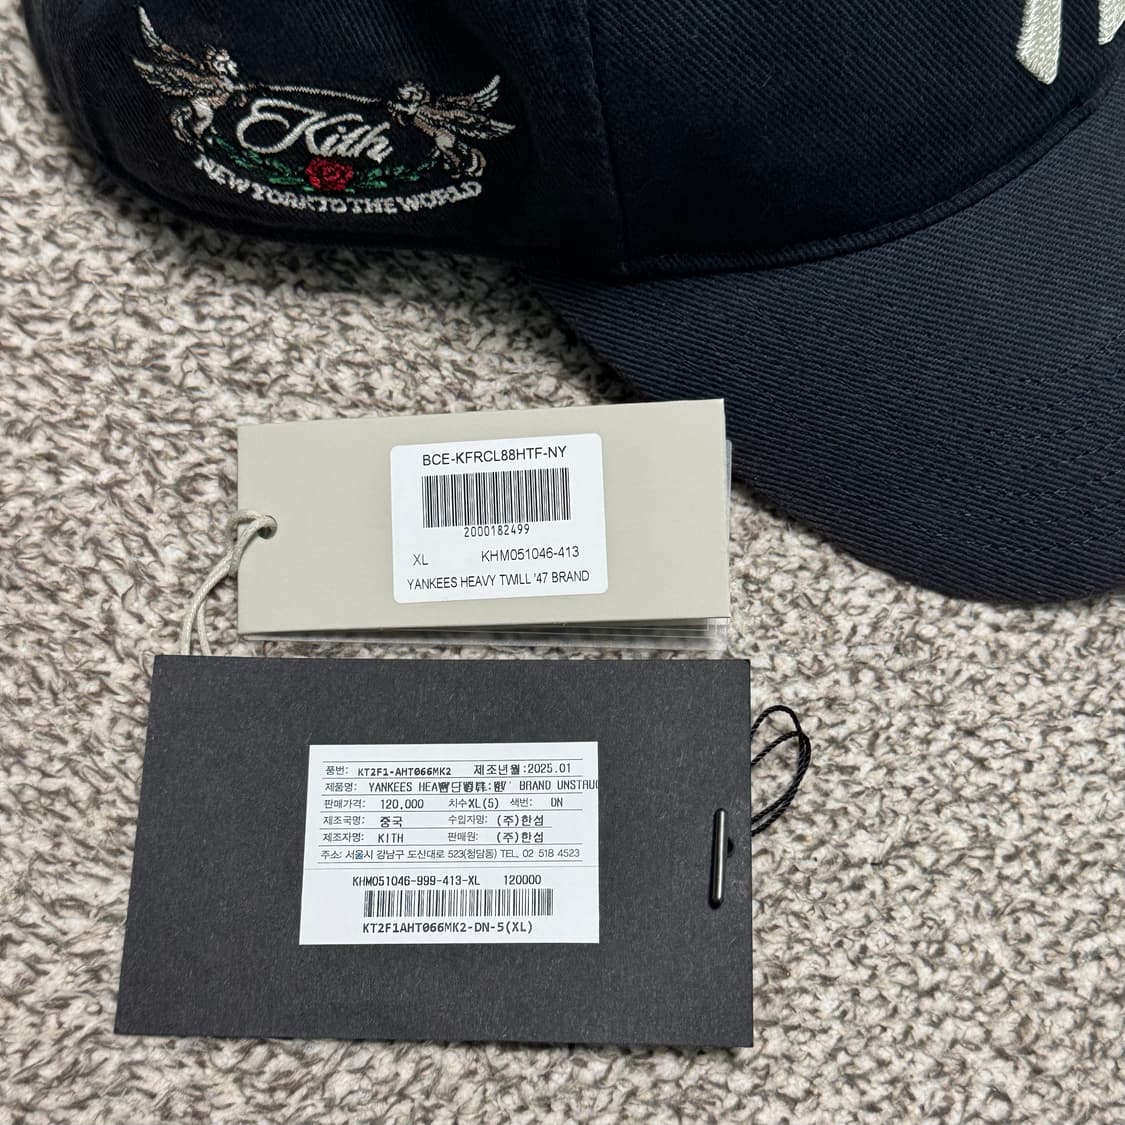 Kith
NEW YORK TO THE WORLD
BCE-KFRCL88HTF-NY
2000182499
XL KHM051046-413
YANKEES HEAVY TWILL '47 BRAND
품번: KT2F1-AHT066MK2 제조년월:2025.01
제품명: YANKEES BRAND UNSTRUC
판매가격: 120,000 치수XL(5) 색번: DN
제조국명: 중국 수입자명: (주)한섬
제조자명: KITH 판매원: (주)한섬
주소: 서울시 강남구 도산대로 523(청담동) TEL. 02 518 4523
KHM051046-999-413-XL 120000
KT2F1AHT066MK2-DN-5(XL)